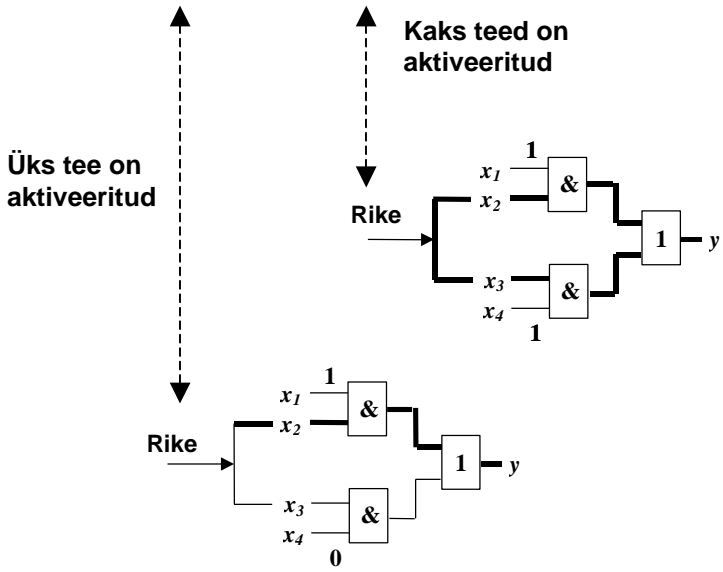 Kaks teed on
aktiveeritud
Üks tee on
aktiveeritud
1
x1
&
x2
Rike
1
y
x3
&
x4
1
1
x1
&
x2
Rike
1
y
x3
&
x4
0